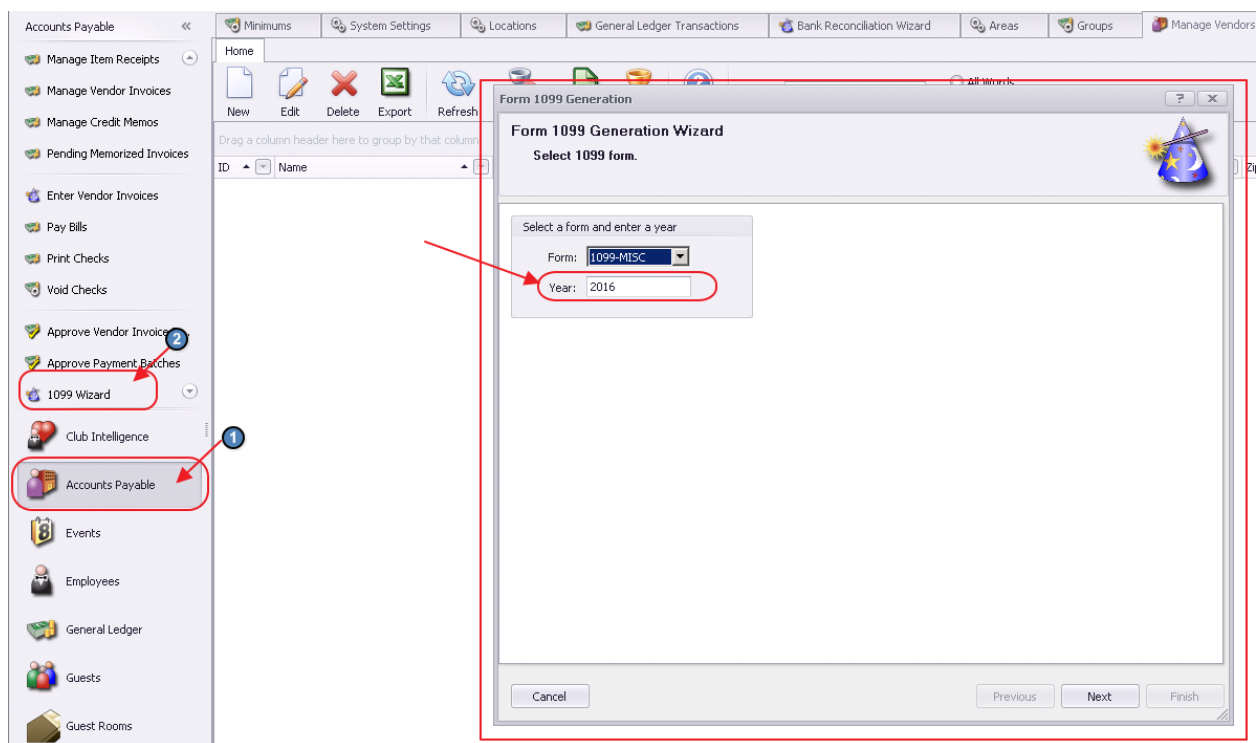 Accounts Payable
«
Minimums
System Settings
Locations
General Ledger Transactions
Bank Reconciliation Wizard
Areas
Groups
Manage Vendors
Manage Item Receipts
Manage Vendor Invoices
Manage Credit Memos
Pending Memorized Invoices
Enter Vendor Invoices
Pay Bills
Print Checks
Void Checks
Approve Vendor Invoice
2
Approve Payment Batches
1099 Wizard
Club Intelligence
1
Accounts Payable
8
Events
Employees
General Ledger
Guests
Guest Rooms
Home
New
Edit
Delete
Export
Refresh
All Words
Drag a column header here to group by that column
ID
Name
Zip
Form 1099 Generation
? x
Form 1099 Generation Wizard
Select 1099 form.
Select a form and enter a year
Form: 1099-MISC
Year: 2016
Cancel
Previous
Next
Finish